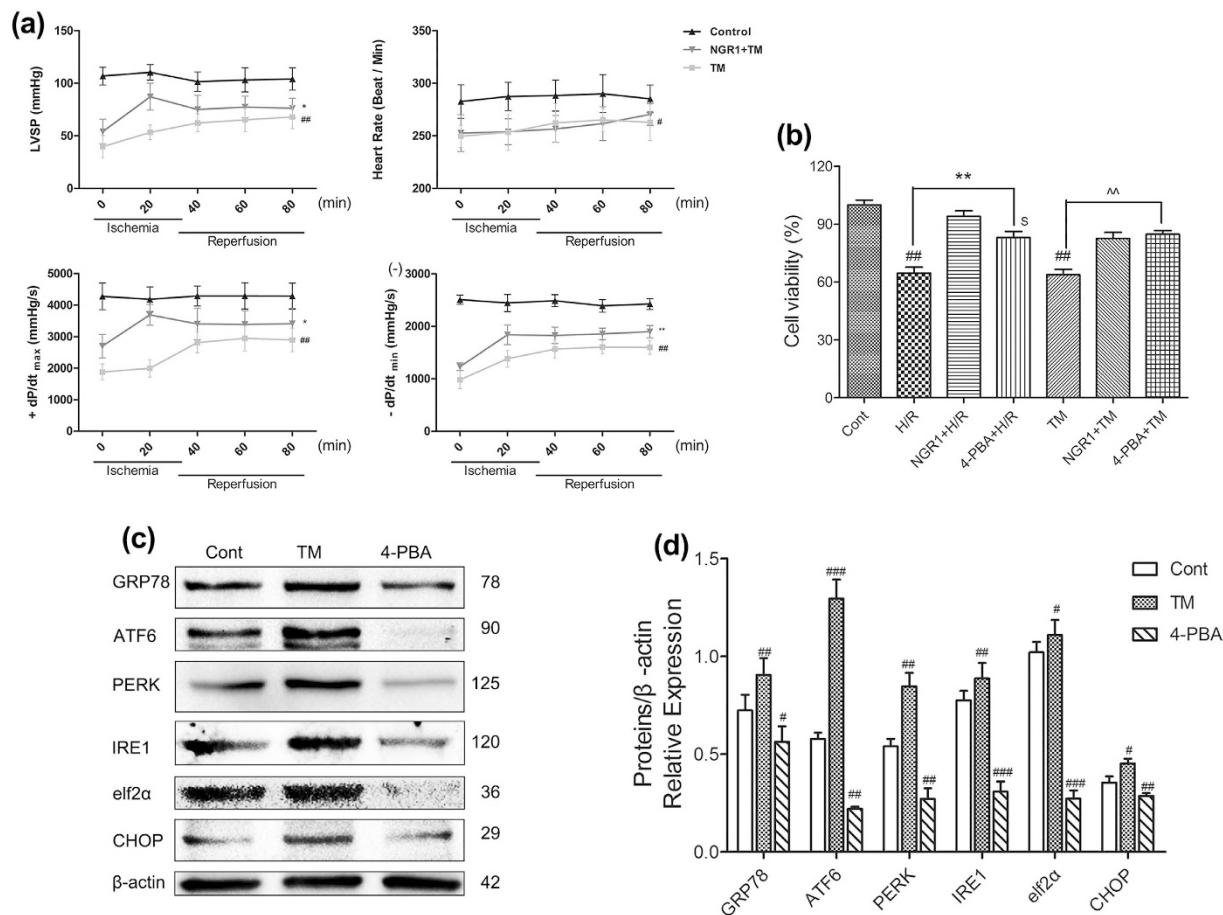 (a)
Control
NGR1+TM
TM
LVSP (mmHg)
150
100
50
0
*
##
0 20 40 60 80 (min)
Ischemia
Reperfusion
Heart Rate (Beat / Min)
350
300
250
200
#
0 20 40 60 80 (min)
Ischemia
Reperfusion
+ dP/dt max (mmHg/s)
5000
4000
3000
2000
1000
0
*
##
0 20 40 60 80 (min)
Ischemia
Reperfusion
(-)
- dP/dt min (mmHg/s)
3000
2000
1000
0
**
##
0 20 40 60 80 (min)
Ischemia
Reperfusion
(b)
Cell viability (%)
120
90
60
30
0
**
^^
##
S
##
Cont
H/R
NGR1+H/R
4-PBA+H/R
TM
NGR1+TM
4-PBA+TM
(c)
Cont TM 4-PBA
GRP78 78
ATF6 90
PERK 125
IRE1 120
elf2α 36
CHOP 29
β-actin 42
(d)
Proteins/β -actin
Relative Expression
1.5
1.0
0.5
0.0
Cont
TM
4-PBA
## #
### ##
## ##
## ###
# ###
# ##
GRP78
ATF6
PERK
IRE1
elf2α
CHOP